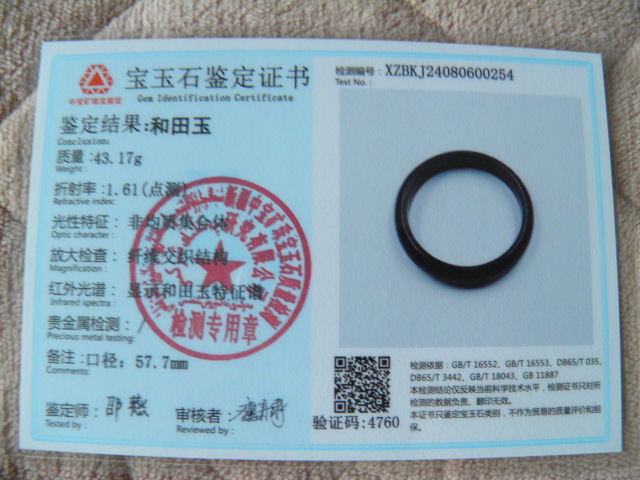 中宝矿珠宝鉴定
宝玉石鉴定证书
Gem Identification Certificate
鉴定结果:和田玉
Conclusion:
质量:43.17g
Weight:
折射率:1.61(点测)
Refractive index:
光性特征: 非均质集合体
Optic character:
放大检查: 纤维交织结构
Magnification:
红外光谱: 显示和田玉特征谱
Infrared spectra:
贵金属检测: /
Precious metal testing:
备注:口径: 57.7mm
鉴定师:
Tested by:
审核者:
Reviewed by:
检测专用章
检测编号: XZBKJ24080600254
Test No.:
验证码:4760
检测依据: GB/T 16552、GB/T 16553、DB65/T 035、
DB65/T 3442、GB/T 18043、GB 11887
检测结论仅反映当前科学技术水平，检测证书只对所
检测的数据负责，翻印无效。
本证书只鉴定宝玉石类别，不作为贸易的质量评价和担
保。